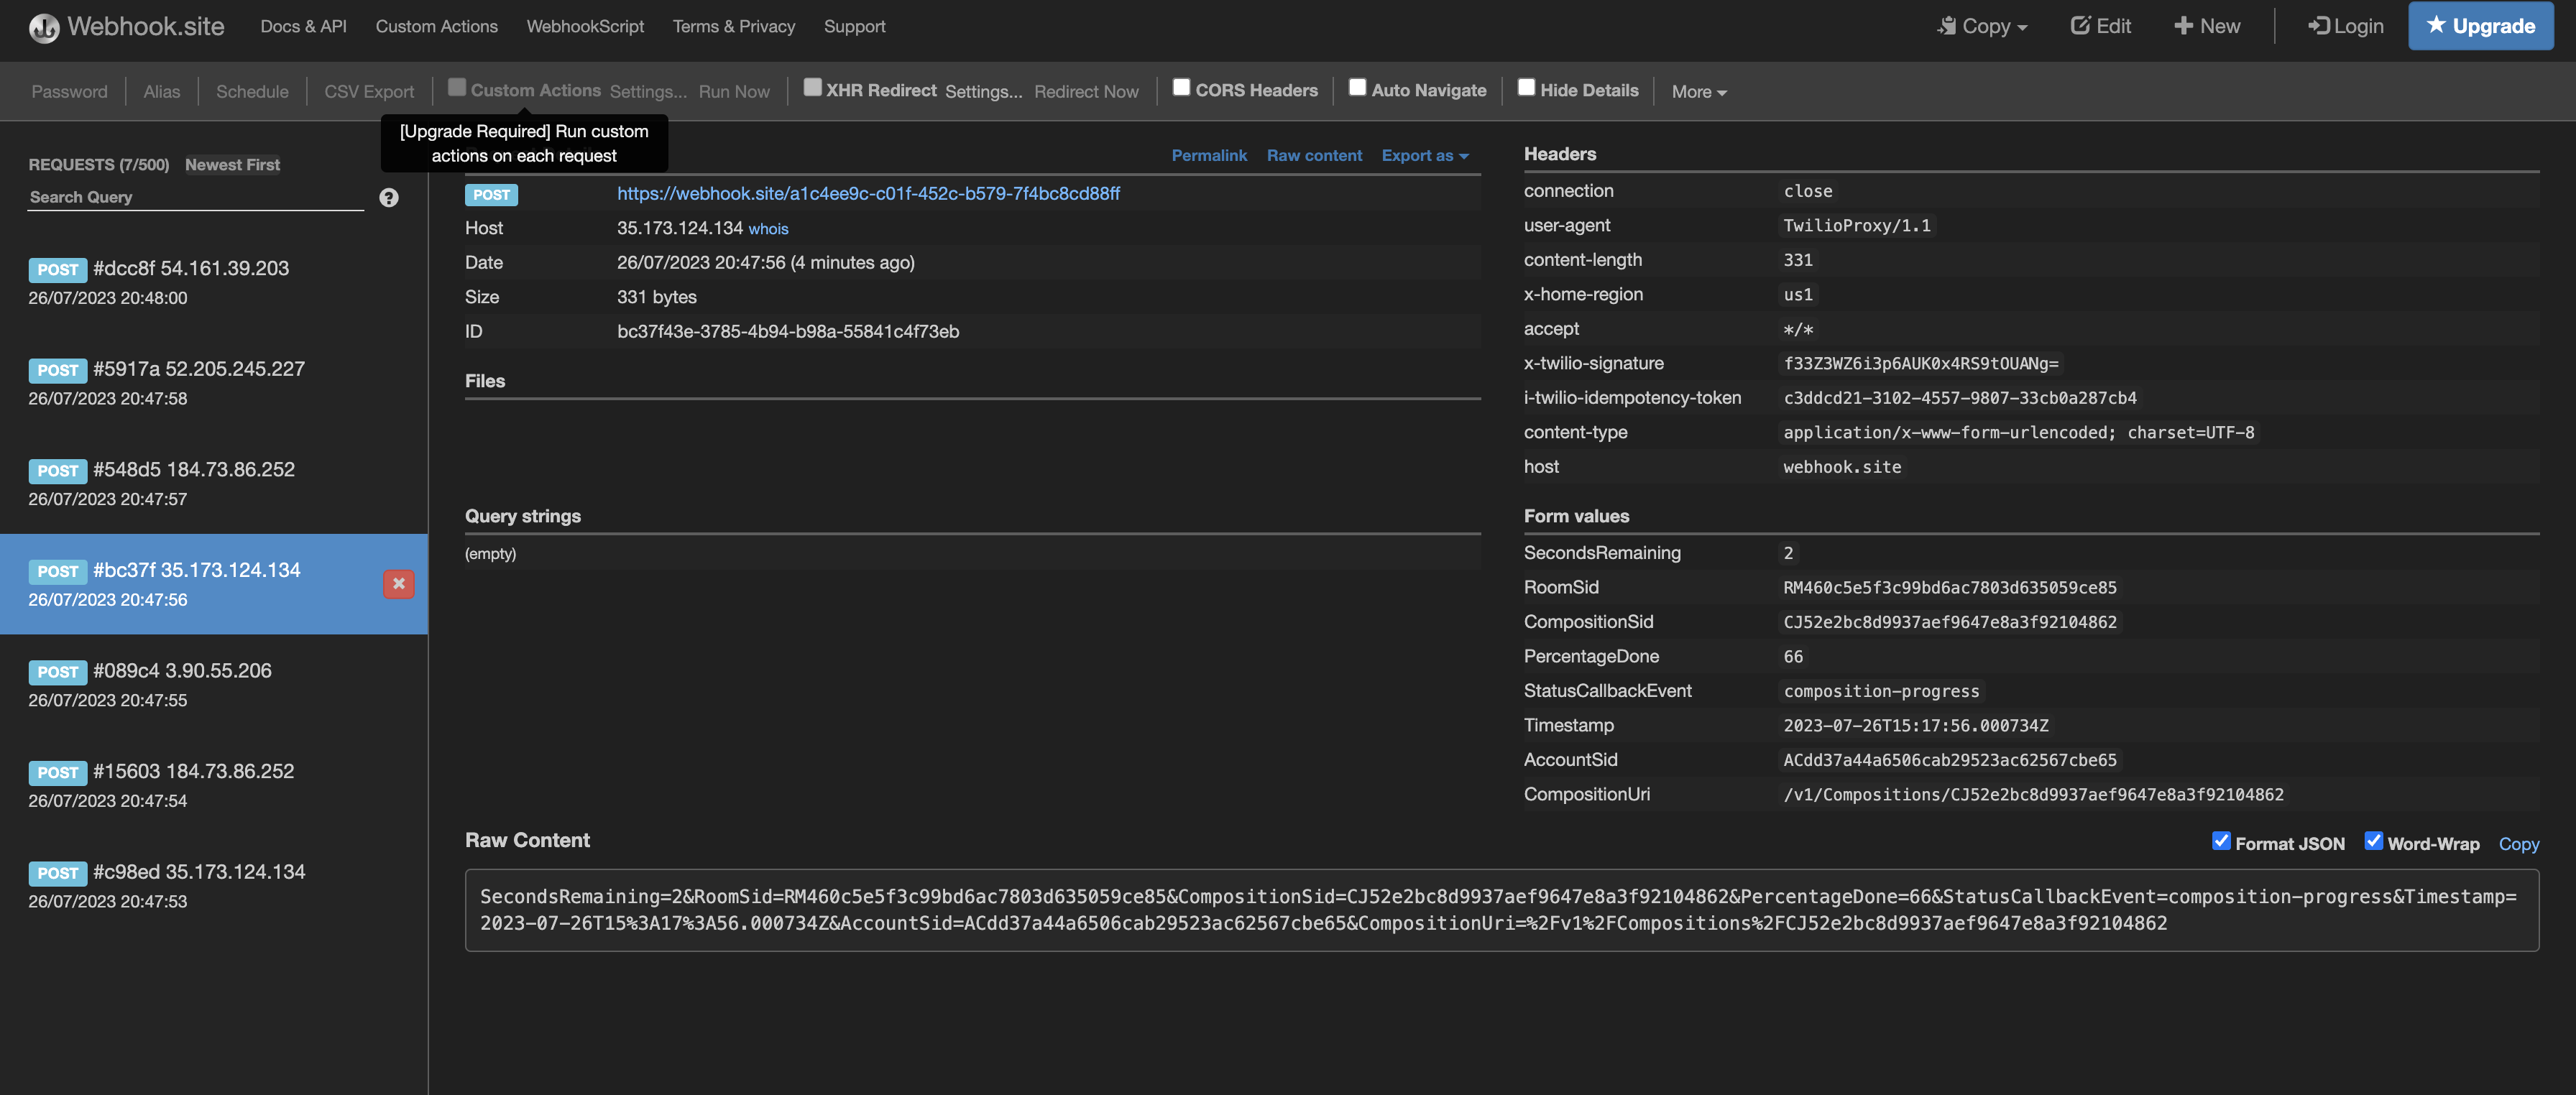 Webhook.site Docs & API Custom Actions WebhookScript Terms & Privacy Support Copy Edit New Login Upgrade
Password Alias Schedule CSV Export Custom Actions Settings... Run Now XHR Redirect Settings... Redirect Now CORS Headers Auto Navigate Hide Details More
[Upgrade Required] Run custom
actions on each request
REQUESTS (7/500) Newest First
Search Query
POST #dcc8f 54.161.39.203
26/07/2023 20:48:00
POST #5917a 52.205.245.227
26/07/2023 20:47:58
POST #548d5 184.73.86.252
26/07/2023 20:47:57
POST #bc37f 35.173.124.134
26/07/2023 20:47:56
POST #089c4 3.90.55.206
26/07/2023 20:47:55
POST #15603 184.73.86.252
26/07/2023 20:47:54
POST #c98ed 35.173.124.134
26/07/2023 20:47:53
Permalink Raw content Export as
POST https://webhook.site/a1c4ee9c-c01f-452c-b579-7f4bc8cd88ff
Host 35.173.124.134 whois
Date 26/07/2023 20:47:56 (4 minutes ago)
Size 331 bytes
ID bc37f43e-3785-4b94-b98a-55841c4f73eb
Files
Query strings
(empty)
Headers
connection close
user-agent TwilioProxy/1.1
content-length 331
x-home-region us1
accept */*
x-twilio-signature f33Z3WZ6i3p6AUK0x4RS9tOUANg=
i-twilio-idempotency-token c3ddcd21-3102-4557-9807-33cb0a287cb4
content-type application/x-www-form-urlencoded; charset=UTF-8
host webhook.site
Form values
SecondsRemaining 2
RoomSid RM460c5e5f3c99bd6ac7803d635059ce85
CompositionSid CJ52e2bc8d9937aef9647e8a3f92104862
PercentageDone 66
StatusCallbackEvent composition-progress
Timestamp 2023-07-26T15:17:56.000734Z
AccountSid ACdd37a44a6506cab29523ac62567cbe65
CompositionUri /v1/Compositions/CJ52e2bc8d9937aef9647e8a3f92104862
Raw Content Format JSON Word-Wrap Copy
SecondsRemaining=2&RoomSid=RM460c5e5f3c99bd6ac7803d635059ce85&CompositionSid=CJ52e2bc8d9937aef9647e8a3f92104862&PercentageDone=66&StatusCallbackEvent=composition-progress&Timestamp=
2023-07-26T15%3A17%3A56.000734Z&AccountSid=ACdd37a44a6506cab29523ac62567cbe65&CompositionUri=%2Fv1%2FCompositions%2FCJ52e2bc8d9937aef9647e8a3f92104862